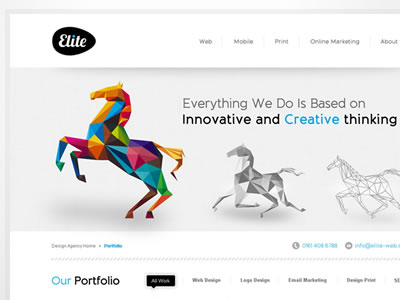 Elite
Web Mobile Print Online Marketing About
Everything We Do Is Based on
Innovative and Creative thinking
Design Agency Home • Portfolio
0161 408 6788 info@elite-web.
Our Portfolio All Work Web Design Logo Design Email Marketing Design Print SE